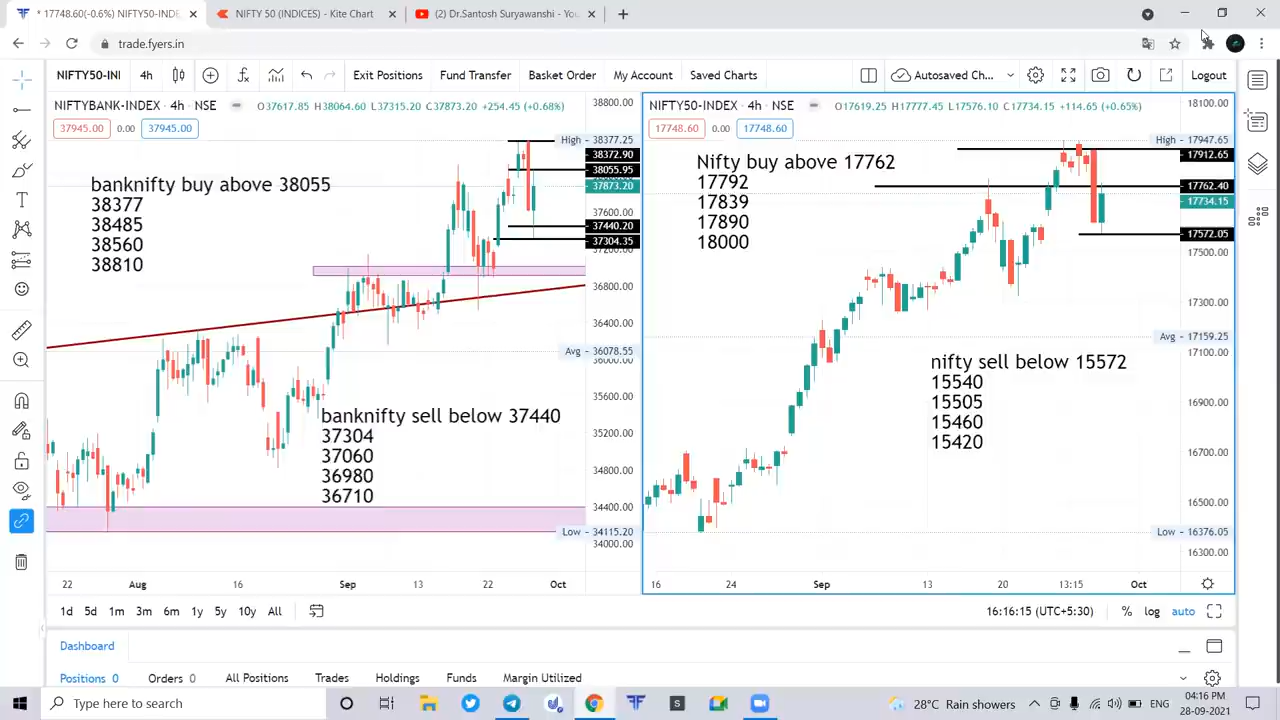 * 17748.60(-0.6%) NIFTY50-INDE
NIFTY 50 (INDICES) - Kite Chart
(2) Dr.Santosh Suryawanshi - You
trade.fyers.in
NIFTY50-INI
4h
Exit Positions
Fund Transfer
Basket Order
My Account
Saved Charts
Autosaved Ch...
Logout
NIFTYBANK-INDEX · 4h · NSE
O37617.85 H38064.60 L37315.20 C37873.20 +254.45 (+0.68%)
37945.00 0.00 37945.00
banknifty buy above 38055
38377
38485
38560
38810
banknifty sell below 37440
37304
37060
36980
36710
38800.00
High 38377.25
38372.90
38055.95
37873.20
37600.00
37440.20
37304.35
37200.00
36800.00
36400.00
Avg 36078.55
36000.00
35600.00
35200.00
34800.00
34400.00
Low 34115.20
34000.00
22 Aug 16 Sep 13 22 Oct
NIFTY50-INDEX · 4h · NSE
O17619.25 H17777.45 L17576.10 C17734.15 +114.65 (+0.65%)
17748.60 0.00 17748.60
Nifty buy above 17762
17792
17839
17890
18000
nifty sell below 15572
15540
15505
15460
15420
18100.00
High 17947.65
17912.65
17762.40
17734.15
17572.05
17500.00
17300.00
Avg 17159.25
17100.00
16900.00
16700.00
16500.00
Low 16376.05
16300.00
16 24 Sep 13 20 13:15 Oct
1d 5d 1m 3m 6m 1y 5y 10y All
16:16:15 (UTC+5:30)
% log auto
Dashboard
Positions 0
Orders 0
All Positions
Trades
Holdings
Funds
Margin Utilized
Type here to search
28°C Rain showers
ENG
04:16 PM
28-09-2021